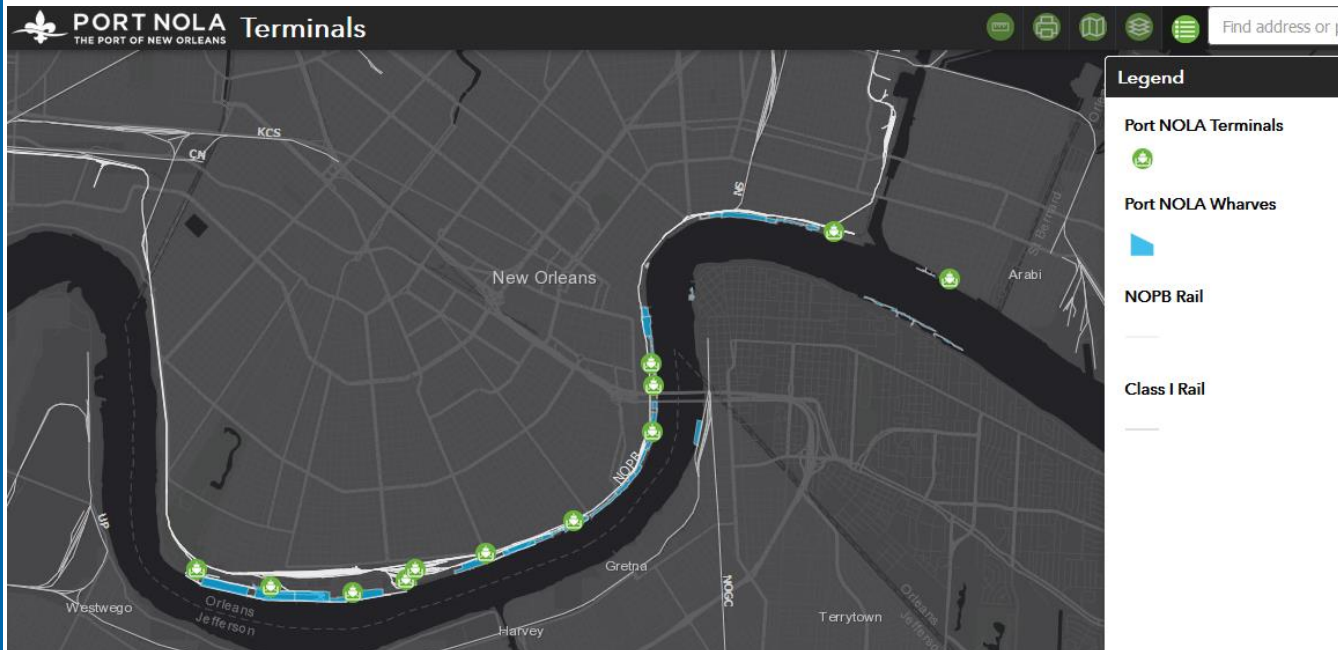 PORT NOLA
THE PORT OF NEW ORLEANS
Terminals
Find address or p
Legend
Port NOLA Terminals
Port NOLA Wharves
NOPB Rail
Class I Rail
KCS
CN
NS
Orlea
St Bernard
New Orleans
Arabi
NOPB
UP
Gretna
NOGC
Westwego
Orleans
Jefferson
Harvey
Terrytown
Orleans
Jefferson